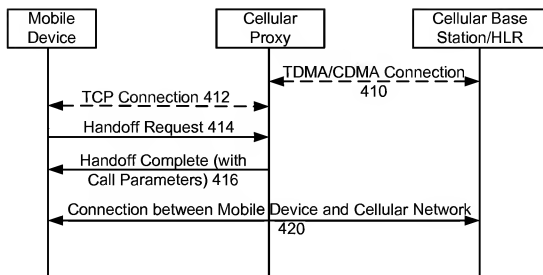 Mobile
Device
Cellular
Proxy
Cellular Base
Station/HLR
TDMA/CDMA Connection
410
TCP Connection 412
Handoff Request 414
Handoff Complete (with
Call Parameters) 416
Connection between Mobile Device and Cellular Network
420